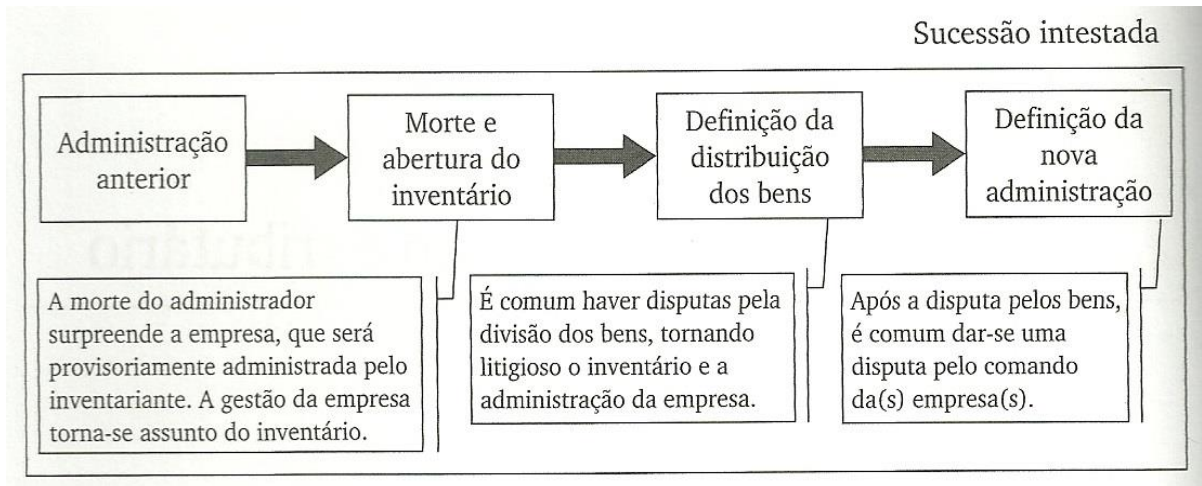 Sucessão intestada
Administração
anterior
Morte e
abertura do
inventário
Definição da
distribuição
dos bens
Definição da
nova
administração
A morte do administrador
surpreende a empresa, que será
provisoriamente administrada pelo
inventariante. A gestão da empresa
torna-se assunto do inventário.
É comum haver disputas pela
divisão dos bens, tornando
litigioso o inventário e a
administração da empresa.
Após a disputa pelos bens,
é comum dar-se uma
disputa pelo comando
da(s) empresa(s).